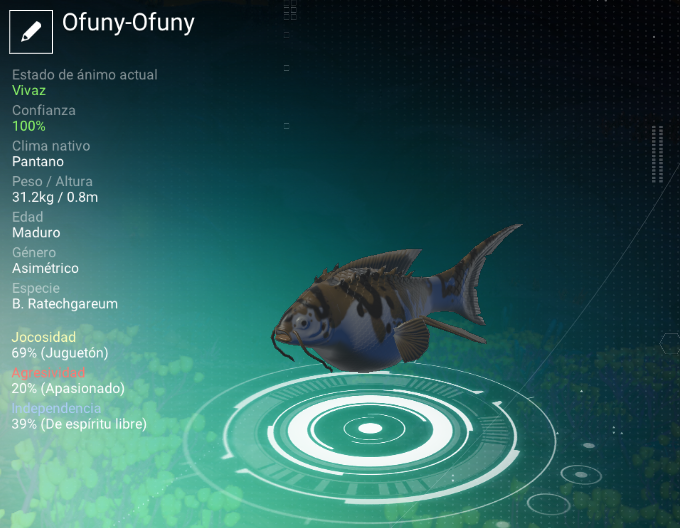 Ofuny-Ofuny
Estado de ánimo actual
Vivaz
Confianza
100%
Clima nativo
Pantano
Peso / Altura
31.2kg / 0.8m
Edad
Maduro
Género
Asimétrico
Especie
B. Ratechgareum
Jocosidad
69% (Juguetón)
Agresividad
20% (Apasionado)
Independencia
39% (De espíritu libre)